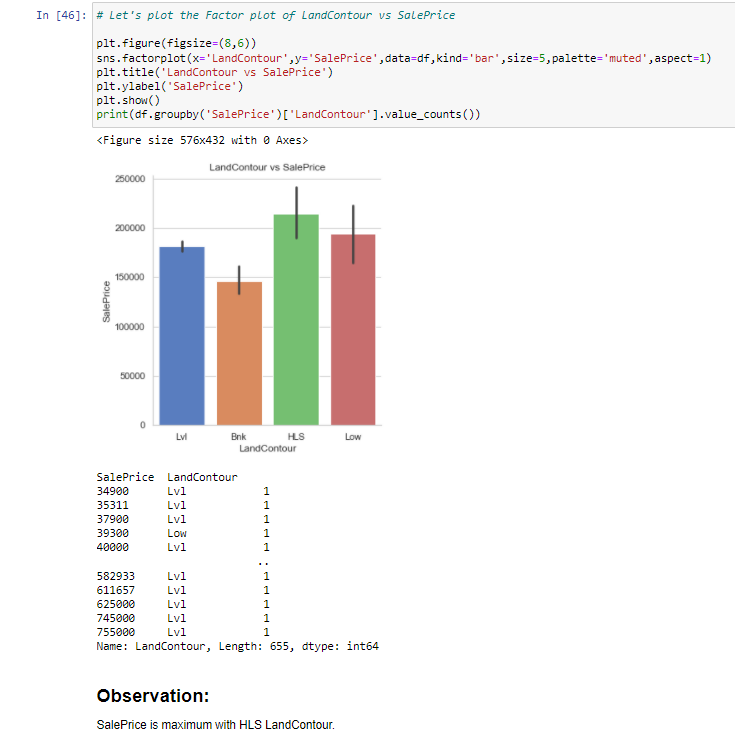 In [46]: # Let's plot the Factor plot of LandContour vs SalePrice
plt.figure(figsize=(8,6))
sns.factorplot(x='LandContour',y='SalePrice',data=df,kind='bar',size=5,palette='muted',aspect=1)
plt.title('LandContour vs SalePrice')
plt.ylabel('SalePrice')
plt.show()
print(df.groupby('SalePrice')['LandContour'].value_counts())
<Figure size 576x432 with 0 Axes>
LandContour vs SalePrice
250000
200000
150000
100000
50000
0
SalePrice
Lvl Bnk HLS Low
LandContour
SalePrice LandContour
34900 Lvl 1
35311 Lvl 1
37900 Lvl 1
39300 Low 1
40000 Lvl 1
..
582933 Lvl 1
611657 Lvl 1
625000 Lvl 1
745000 Lvl 1
755000 Lvl 1
Name: LandContour, Length: 655, dtype: int64
Observation:
SalePrice is maximum with HLS LandContour.